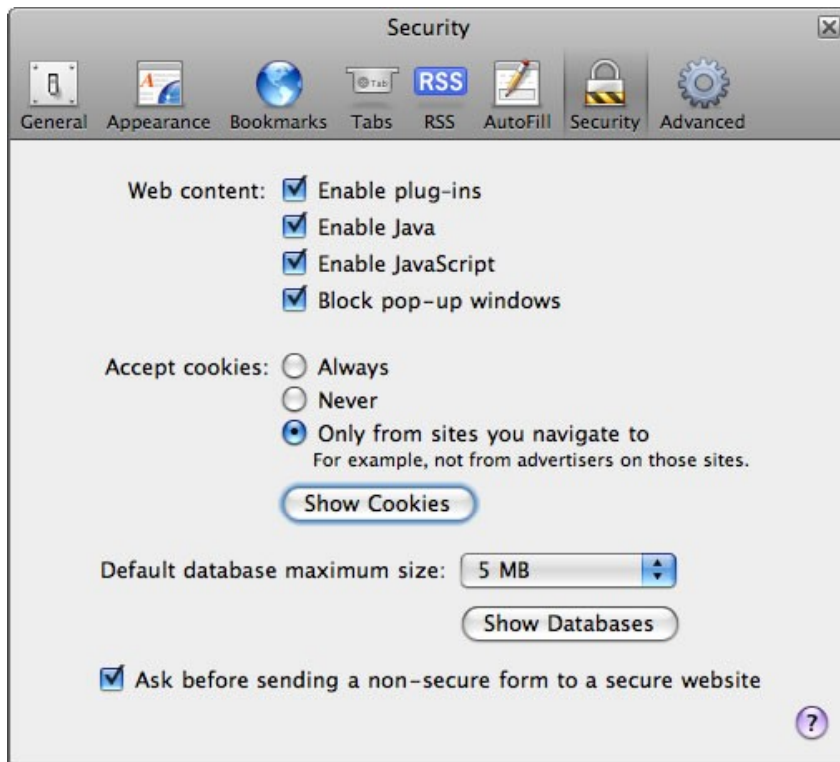 Security
Tab
RSS
General Appearance Bookmarks Tabs RSS AutoFill Security Advanced
Web content: Enable plug-ins
Enable Java
Enable JavaScript
Block pop-up windows
Accept cookies: Always
Never
Only from sites you navigate to
For example, not from advertisers on those sites.
Show Cookies
Default database maximum size: 5 MB
Show Databases
Ask before sending a non-secure form to a secure website
?